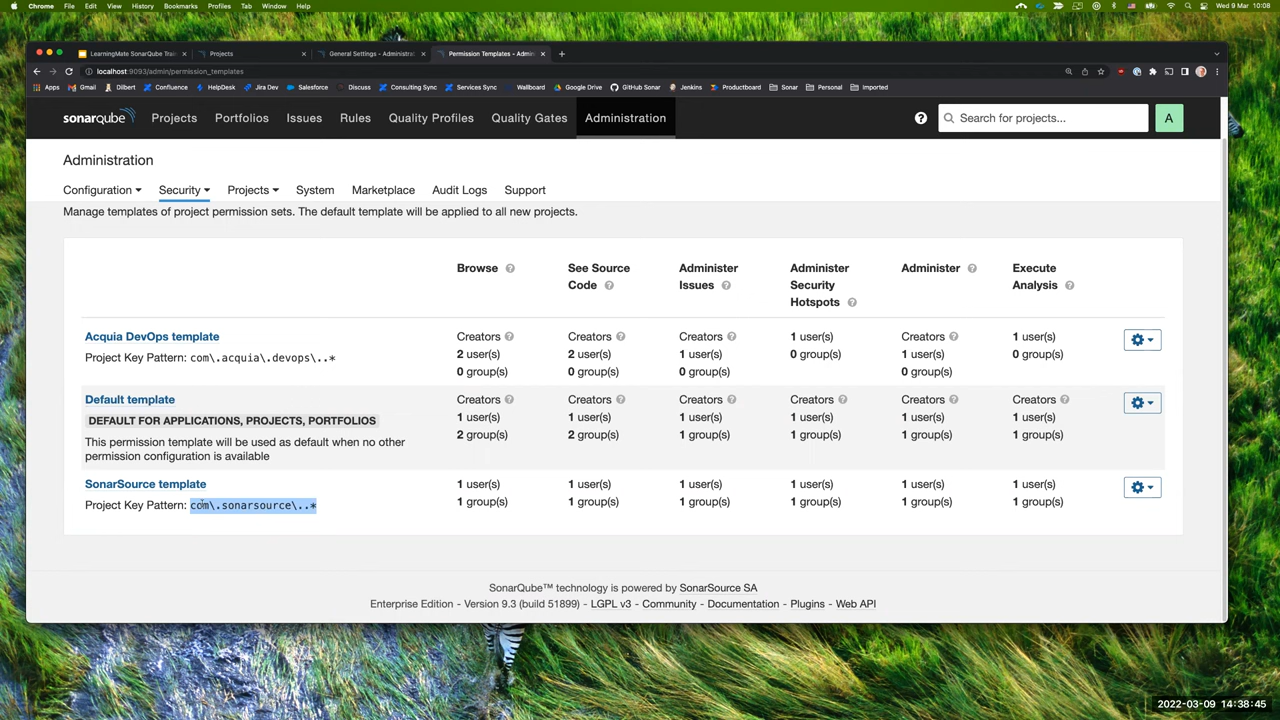 Chrome File Edit View History Bookmarks Profiles Tab Window Help Wed 9 Mar 10:08
LearningMate SonarQube Train Projects General Settings - Administra Permission Templates - Admin
localhost:9093/admin/permission_templates
Apps Gmail Dilbert Confluence HelpDesk Jira Dev Salesforce Discuss Consulting Sync Services Sync Wallboard Google Drive GitHub Sonar Jenkins Productboard Sonar Personal Imported
sonarqube Projects Portfolios Issues Rules Quality Profiles Quality Gates Administration ? Search for projects... A
Administration
Configuration Security Projects System Marketplace Audit Logs Support
Manage templates of project permission sets. The default template will be applied to all new projects.
Browse ? See Source Administer Administer Administer ? Execute
Code ? Issues ? Security Analysis ?
Hotspots ?
Acquia DevOps template Creators ? Creators ? Creators ? 1 user(s) Creators ? 1 user(s)
Project Key Pattern: com\.acquia\.devops\..* 2 user(s) 2 user(s) 1 user(s) 0 group(s) 1 user(s) 0 group(s)
0 group(s) 0 group(s) 0 group(s) 0 group(s)
Default template Creators ? Creators ? Creators ? Creators ? Creators ? Creators ?
DEFAULT FOR APPLICATIONS, PROJECTS, PORTFOLIOS 1 user(s) 1 user(s) 1 user(s) 1 user(s) 1 user(s) 1 user(s)
This permission template will be used as default when no other 2 group(s) 2 group(s) 1 group(s) 1 group(s) 1 group(s) 1 group(s)
permission configuration is available
SonarSource template 1 user(s) 1 user(s) 1 user(s) 1 user(s) 1 user(s) 1 user(s)
Project Key Pattern: com\.sonarsource\..* 1 group(s) 1 group(s) 1 group(s) 1 group(s) 1 group(s) 1 group(s)
SonarQube™ technology is powered by SonarSource SA
Enterprise Edition - Version 9.3 (build 51899) - LGPL v3 - Community - Documentation - Plugins - Web API
2022-03-09 14:38:45